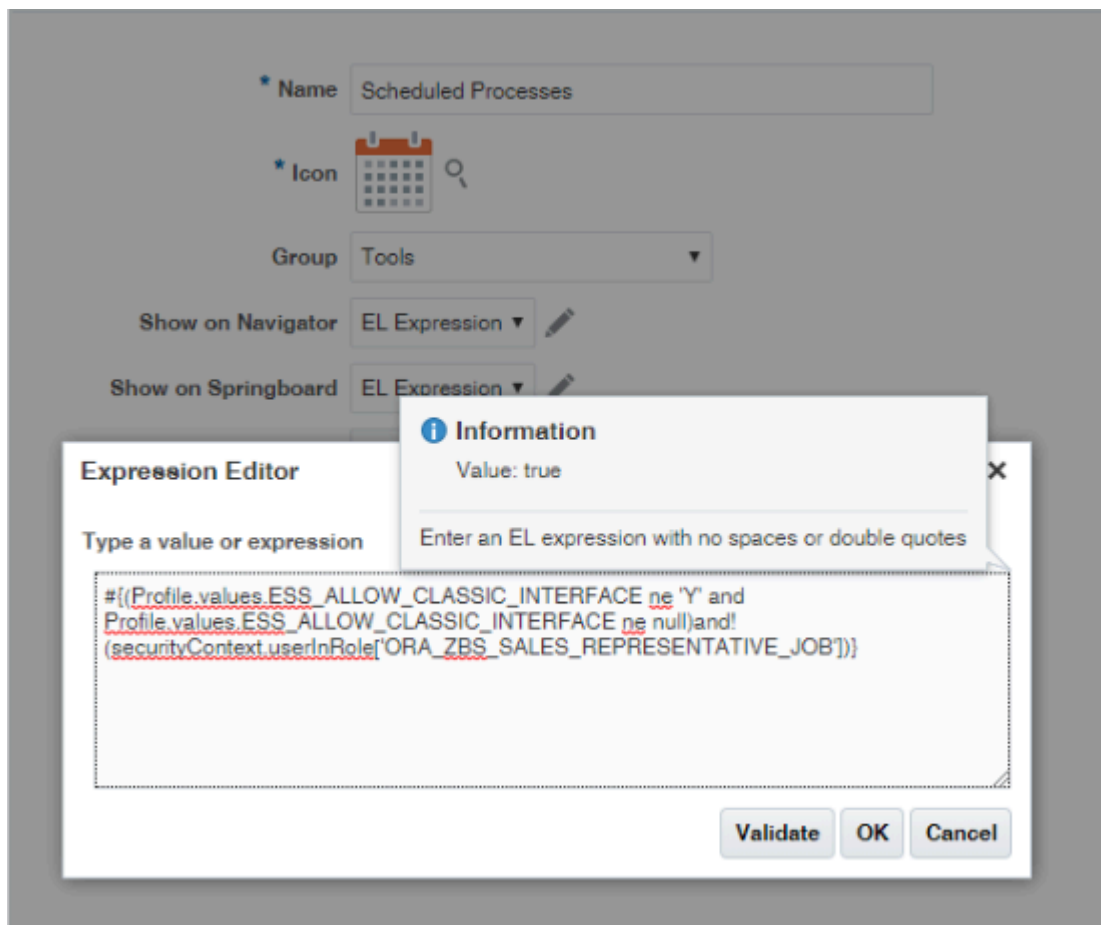 * Name Scheduled Processes
* Icon
Group Tools
Show on Navigator EL Expression
Show on Springboard EL Expression
Information
Value: true
Enter an EL expression with no spaces or double quotes
Expression Editor
Type a value or expression
#{(Profile.values.ESS_ALLOW_CLASSIC_INTERFACE ne 'Y' and
Profile.values.ESS_ALLOW_CLASSIC_INTERFACE ne null)and!
(securityContext.userInRole['ORA_ZBS_SALES_REPRESENTATIVE_JOB'])}
Validate OK Cancel